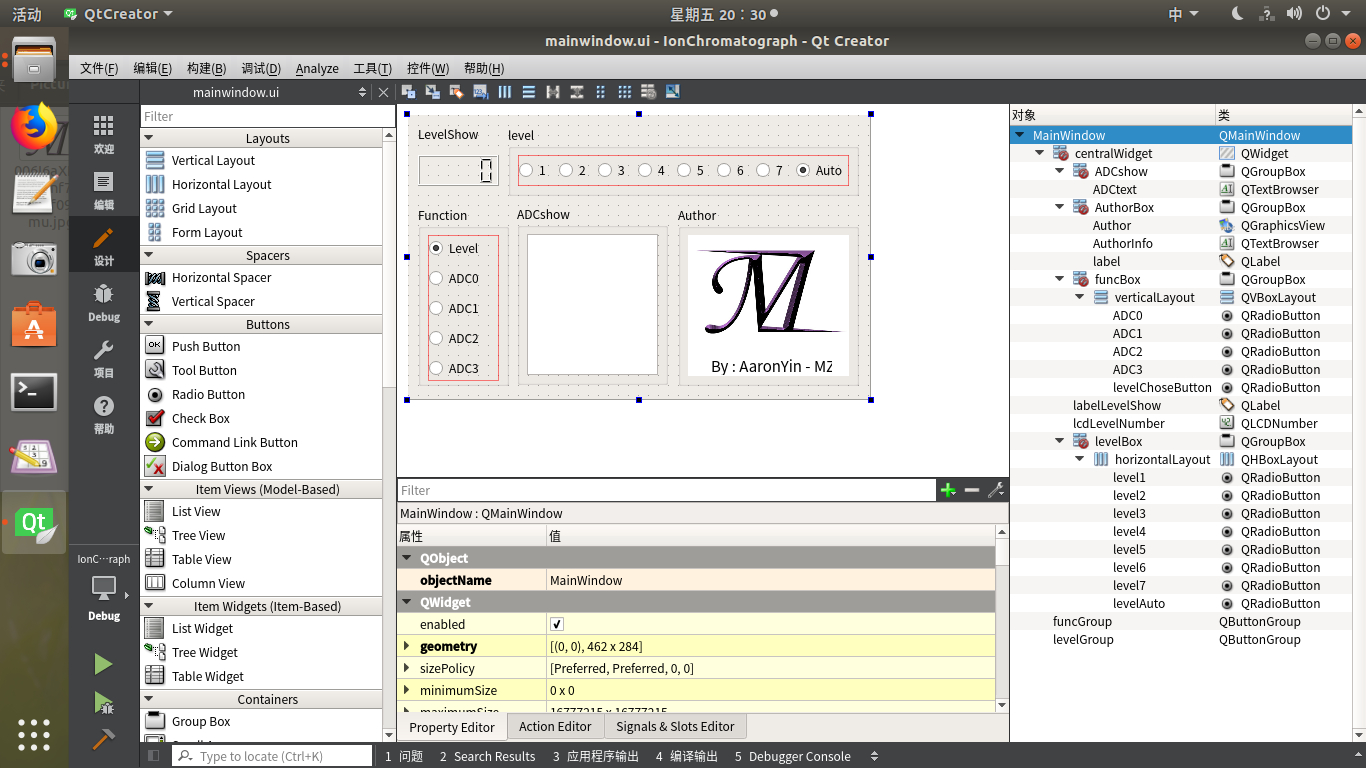 活动
QtCreator
星期五 20：30
中
mainwindow.ui - IonChromatograph - Qt Creator
文件(F) 编辑(E) 构建(B) 调试(D) Analyze 工具(T) 控件(W) 帮助(H)
mainwindow.ui
欢迎
编辑
设计
Debug
项目
帮助
IonC···raph
Debug
Filter
Layouts
Vertical Layout
Horizontal Layout
Grid Layout
Form Layout
Spacers
Horizontal Spacer
Vertical Spacer
Buttons
Push Button
Tool Button
Radio Button
Check Box
Command Link Button
Dialog Button Box
Item Views (Model-Based)
List View
Tree View
Table View
Column View
Item Widgets (Item-Based)
List Widget
Tree Widget
Table Widget
Containers
Group Box
LevelShow
level
0
1 2 3 4 5 6 7 Auto
Function
ADCshow
Author
Level
ADC0
ADC1
ADC2
ADC3
M
By : AaronYin - MZ
Filter
MainWindow : QMainWindow
属性 值
QObject
objectName MainWindow
QWidget
enabled
geometry [(0, 0), 462 x 284]
sizePolicy [Preferred, Preferred, 0, 0]
minimumSize 0 x 0
maximumSize 16777215 x 16777215
Property Editor Action Editor Signals & Slots Editor
对象 类
MainWindow QMainWindow
centralWidget QWidget
ADCshow QGroupBox
ADCtext QTextBrowser
AuthorBox QGroupBox
Author QGraphicsView
AuthorInfo QTextBrowser
label QLabel
funcBox QGroupBox
verticalLayout QVBoxLayout
ADC0 QRadioButton
ADC1 QRadioButton
ADC2 QRadioButton
ADC3 QRadioButton
levelChoseButton QRadioButton
labelLevelShow QLabel
lcdLevelNumber QLCDNumber
levelBox QGroupBox
horizontalLayout QHBoxLayout
level1 QRadioButton
level2 QRadioButton
level3 QRadioButton
level4 QRadioButton
level5 QRadioButton
level6 QRadioButton
level7 QRadioButton
levelAuto QRadioButton
funcGroup QButtonGroup
levelGroup QButtonGroup
Type to locate (Ctrl+K)
1 问题 2 Search Results 3 应用程序输出 4 编译输出 5 Debugger Console